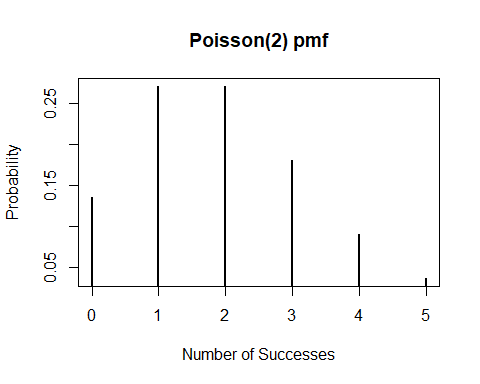 Poisson(2) pmf
Probability
0.25
0.15
0.05
0 1 2 3 4 5
Number of Successes